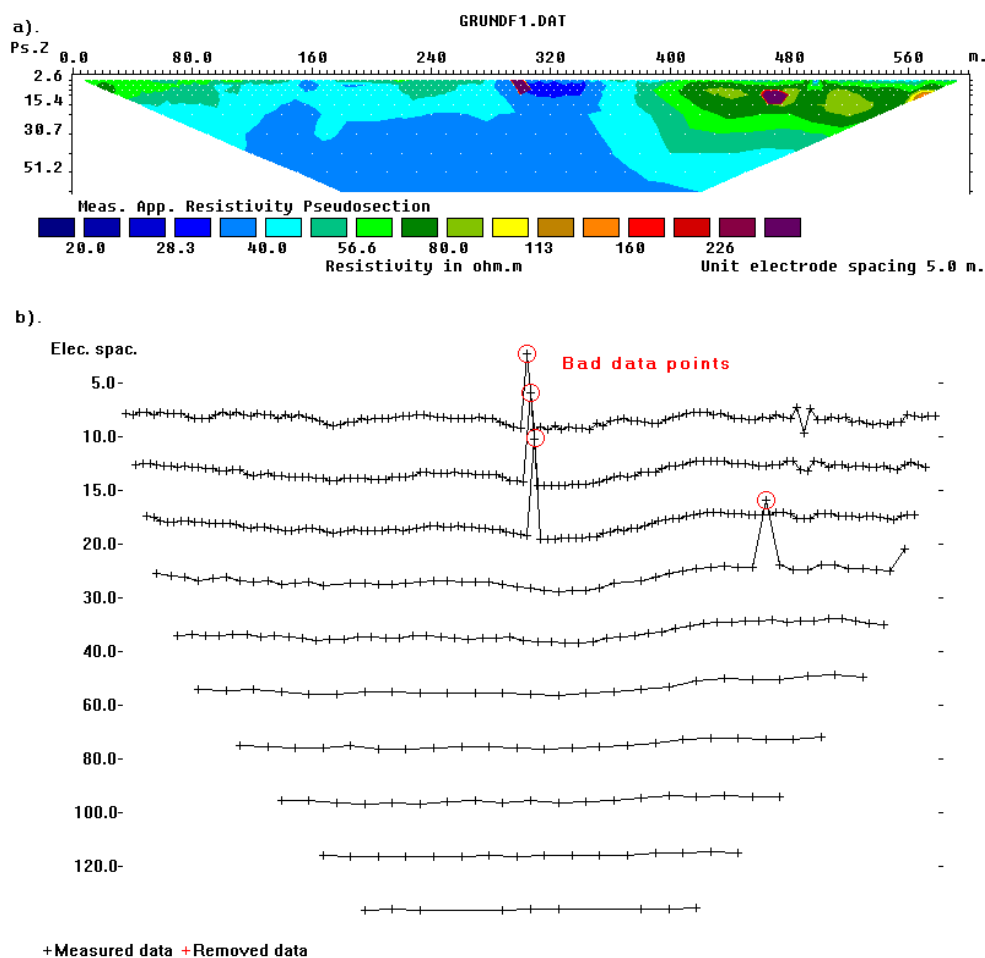 GRUNDF1.DAT
a).
Ps.Z 0.0 80.0 160 240 320 400 480 560 m.
2.6
15.4
30.7
51.2
Meas. App. Resistivity Pseudosection
20.0 28.3 40.0 56.6 80.0 113 160 226
Resistivity in ohm.m Unit electrode spacing 5.0 m.
b).
Elec. spac.
Bad data points
5.0-
10.0-
15.0-
20.0-
30.0-
40.0-
60.0-
80.0-
100.0-
120.0-
+Measured data +Removed data